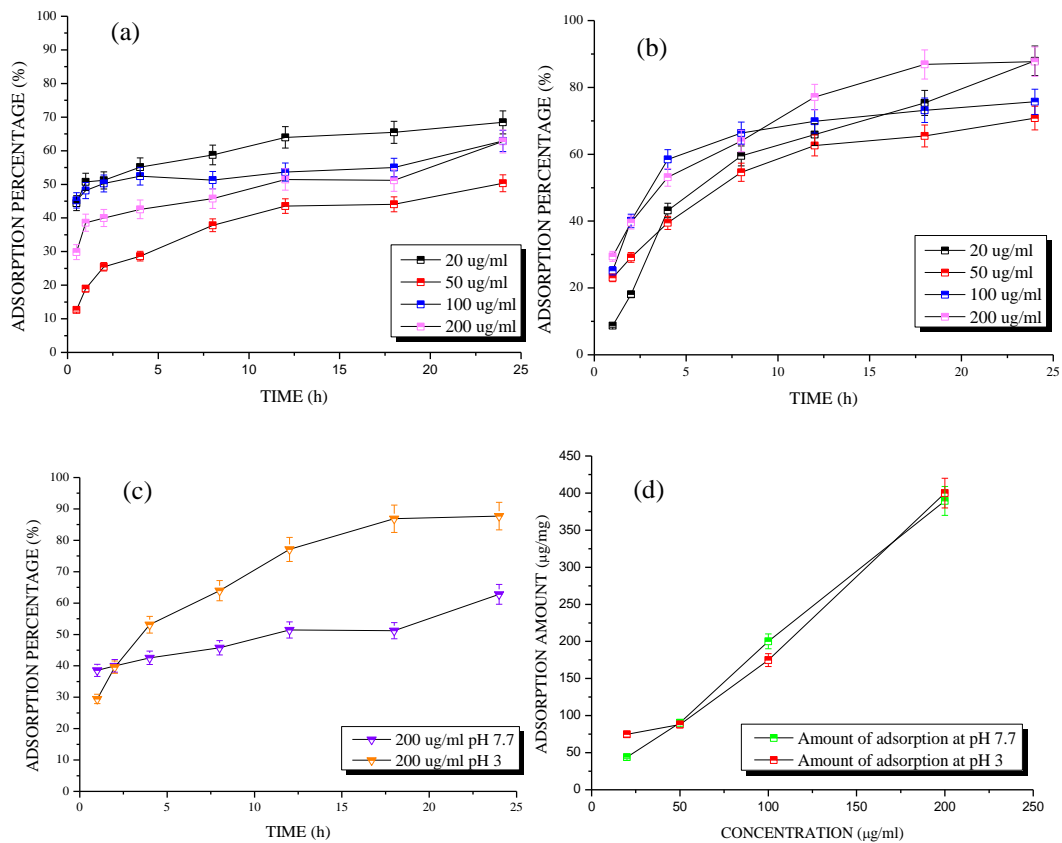 (a)
ADSORPTION PERCENTAGE (%)
100
90
80
70
60
50
40
30
20
10
0
0
5
10
15
20
25
TIME (h)
20 ug/ml
50 ug/ml
100 ug/ml
200 ug/ml
(b)
ADSORPTION PERCENTAGE (%)
100
80
60
40
20
0
0
5
10
15
20
25
TIME (h)
20 ug/ml
50 ug/ml
100 ug/ml
200 ug/ml
(c)
ADSORPTION PERCENTAGE (%)
100
90
80
70
60
50
40
30
20
10
0
0
5
10
15
20
25
TIME (h)
200 ug/ml pH 7.7
200 ug/ml pH 3
(d)
ADSORPTION AMOUNT (μg/mg)
400
350
300
250
200
150
100
50
0
0
50
100
150
200
250
CONCENTRATION (μg/ml)
Amount of adsorption at pH 7.7
Amount of adsorption at pH 3